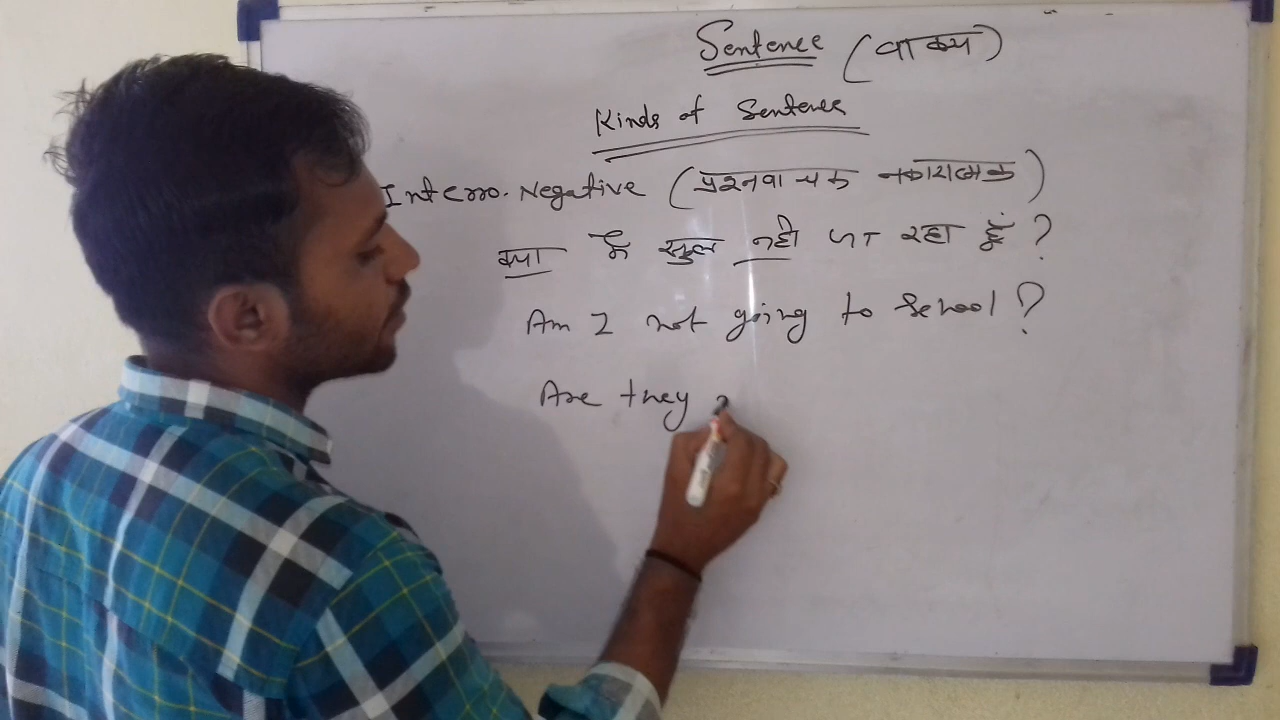 Sentence (वाक्य)
Kinds of Sentence
Interro. Negative (प्रश्नवाचक नकारात्मक)
क्या मैं स्कूल नही जा रहा हूं ?
Am I not going to school ?
Are they